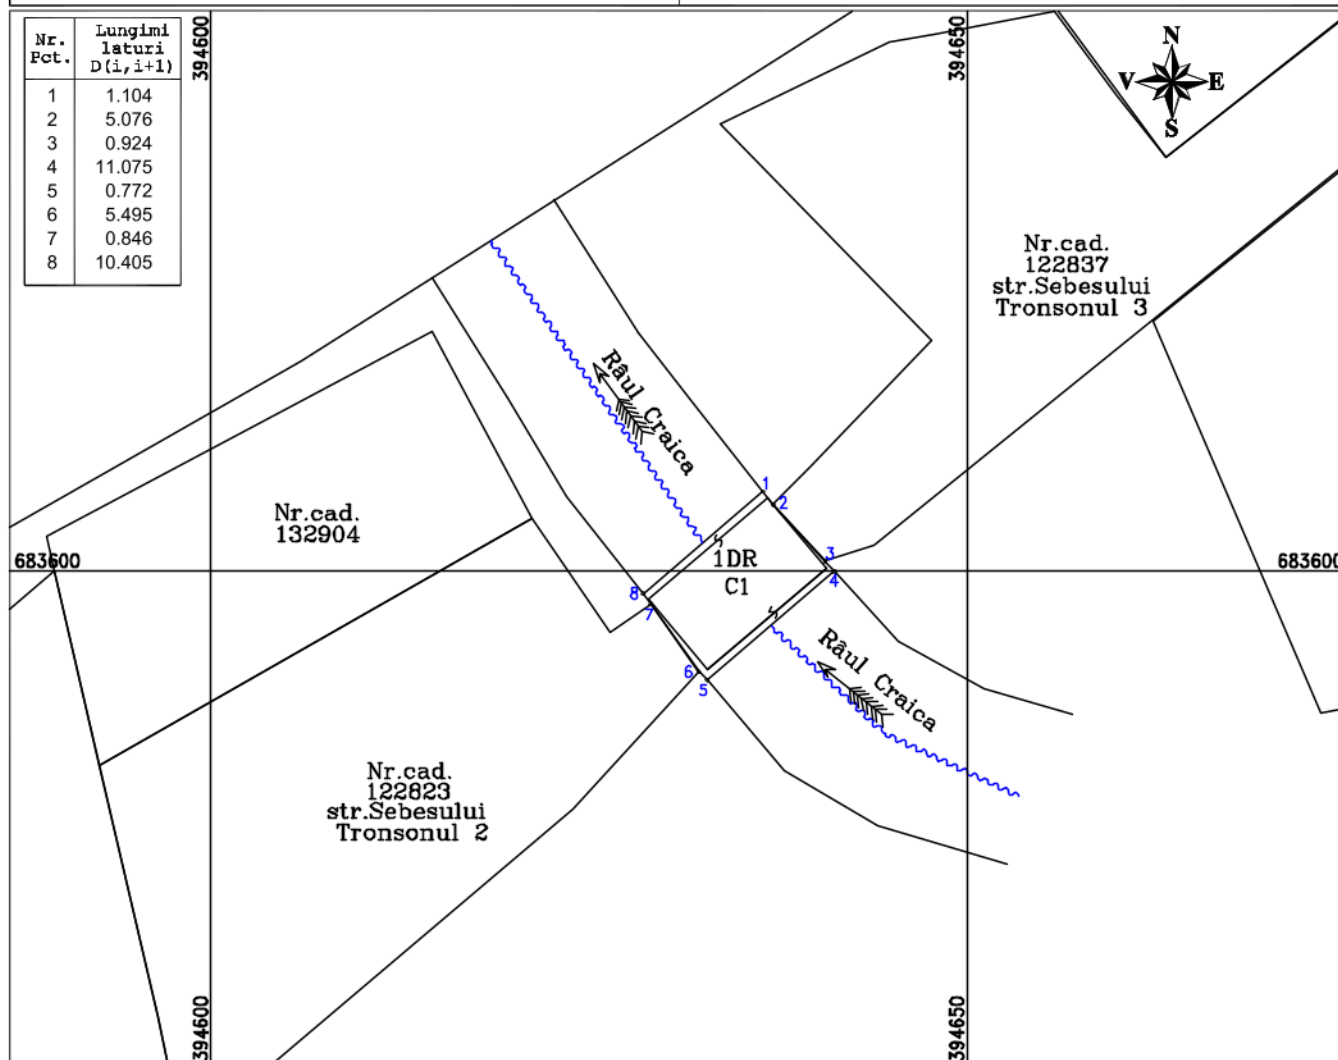 Nr. Pct.
Lungimi laturi D(i,i+1)
1 1.104
2 5.076
3 0.924
4 11.075
5 0.772
6 5.495
7 0.846
8 10.405
394600
394650
N
V E
S
Nr.cad.
122837
str.Sebesului
Tronsonul 3
Râul Craica
Nr.cad.
132904
1
2
3
4
683600
683600
1DR
C1
8
7
6
5
Râul Craica
Nr.cad.
122823
str.Sebesului
Tronsonul 2
394600
394650